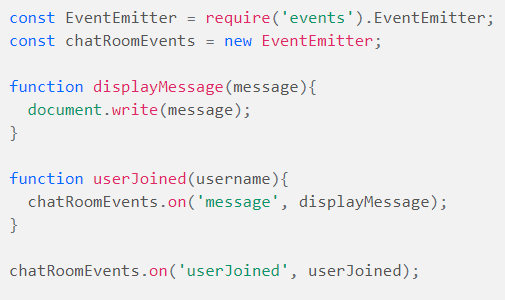 const EventEmitter = require('events').EventEmitter;
const chatRoomEvents = new EventEmitter;
function displayMessage(message){
  document.write(message);
}
function userJoined(username){
  chatRoomEvents.on('message', displayMessage);
}
chatRoomEvents.on('userJoined', userJoined);